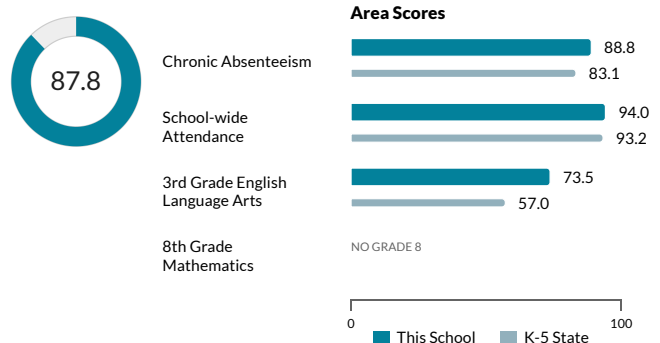 Area Scores
87.8
Chronic Absenteeism
88.8
83.1
School-wide
Attendance
94.0
93.2
3rd Grade English
Language Arts
73.5
57.0
8th Grade
Mathematics
NO GRADE 8
0
100
This School
K-5 State